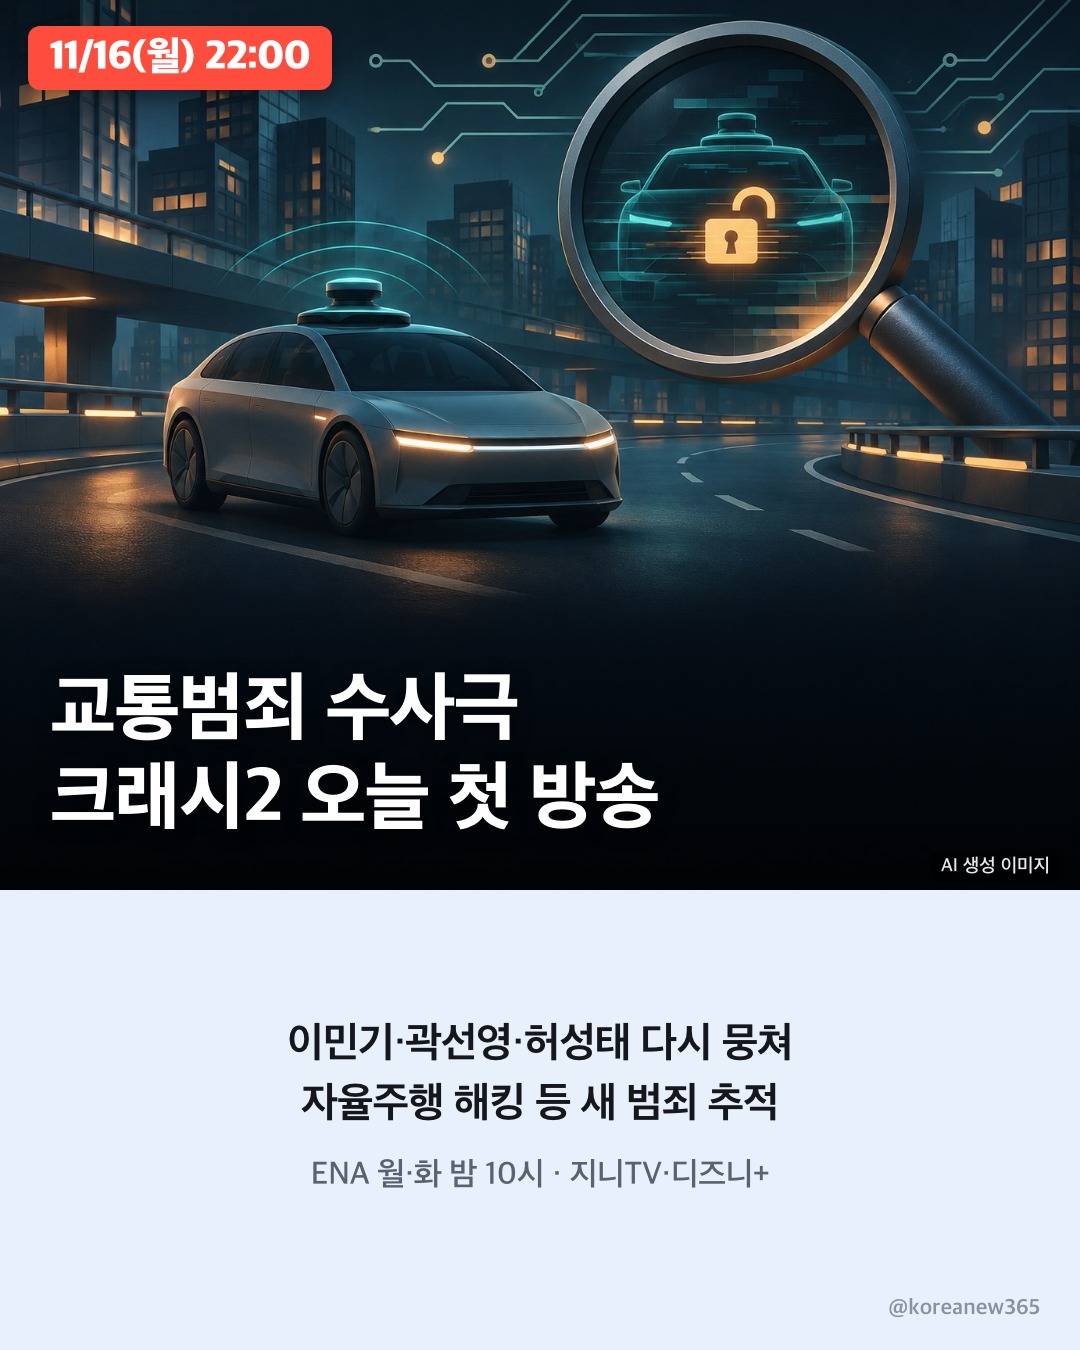 11/16(월) 22:00
교통범죄 수사극
크래시2 오늘 첫 방송
AI 생성 이미지
이민기·곽선영·허성태 다시 뭉쳐
자율주행 해킹 등 새 범죄 추적
ENA 월·화 밤 10시 · 지니TV·디즈니+
@koreanew365